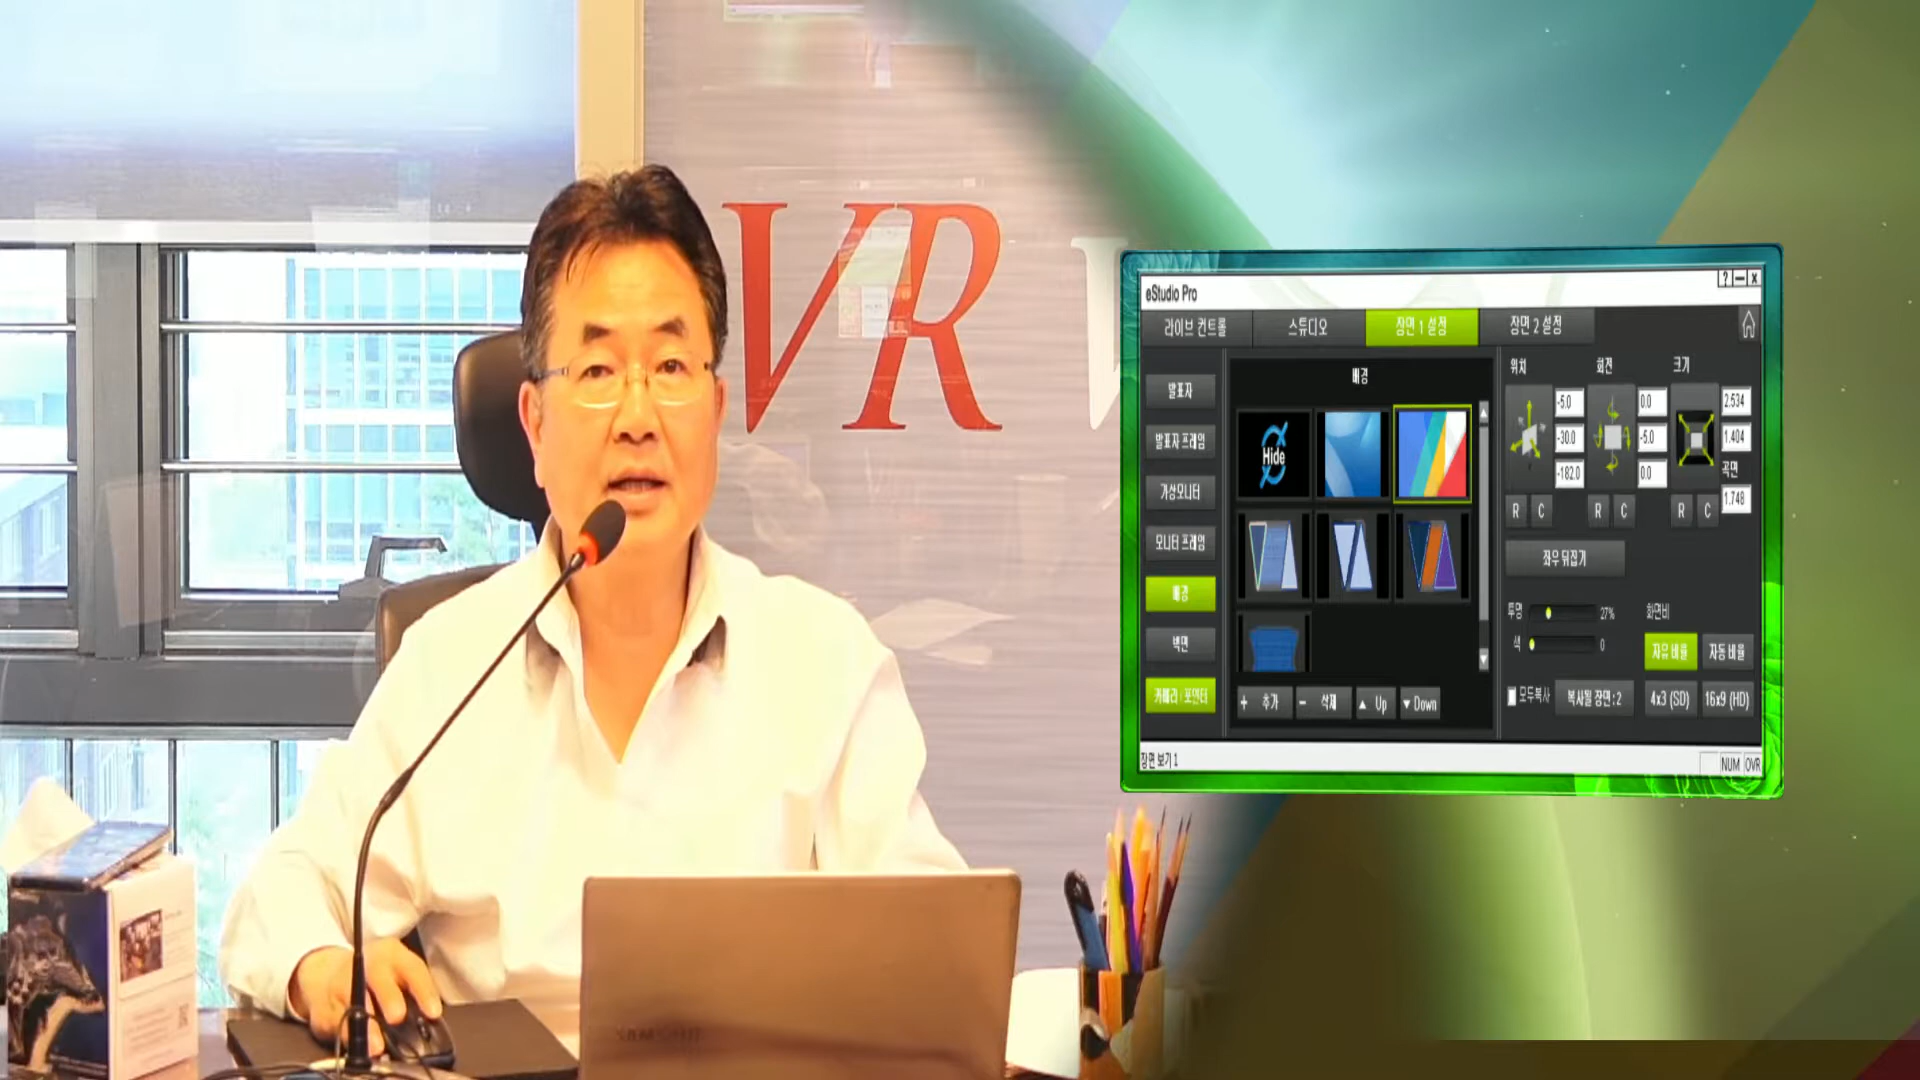 VR
eStudio Pro
라이브 컨트롤 스튜디오 장면 1 설정 장면 2 설정
발표자
발표자 프레임
가상모니터
모니터 프레임
배경
벽면
카메라 : 포인터
배경
Hide
+ 추가 - 삭제 ▲ Up ▼ Down
위치 회전 크기
-5.0 0.0 2.534
-30.0 -5.0 1.404
-182.0 0.0 곡면
1.748
R C R C R C
좌우 뒤집기
투명 27% 화면비
색 0
자유 비율 자동 비율
모두복사 복사될 장면 : 2 4x3 (SD) 16x9 (HD)
장면 보기 1
NUM OVR